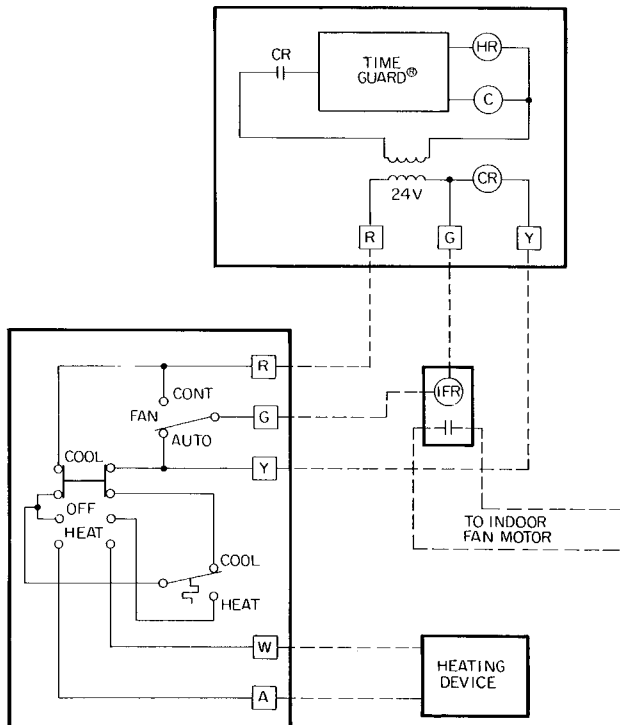 CR
TIME
GUARD®
HR
C
24V
CR
R
G
Y
R
CONT
FAN
G
AUTO
IFR
COOL
Y
OFF
HEAT
TO INDOOR
FAN MOTOR
COOL
HEAT
W
HEATING
DEVICE
A